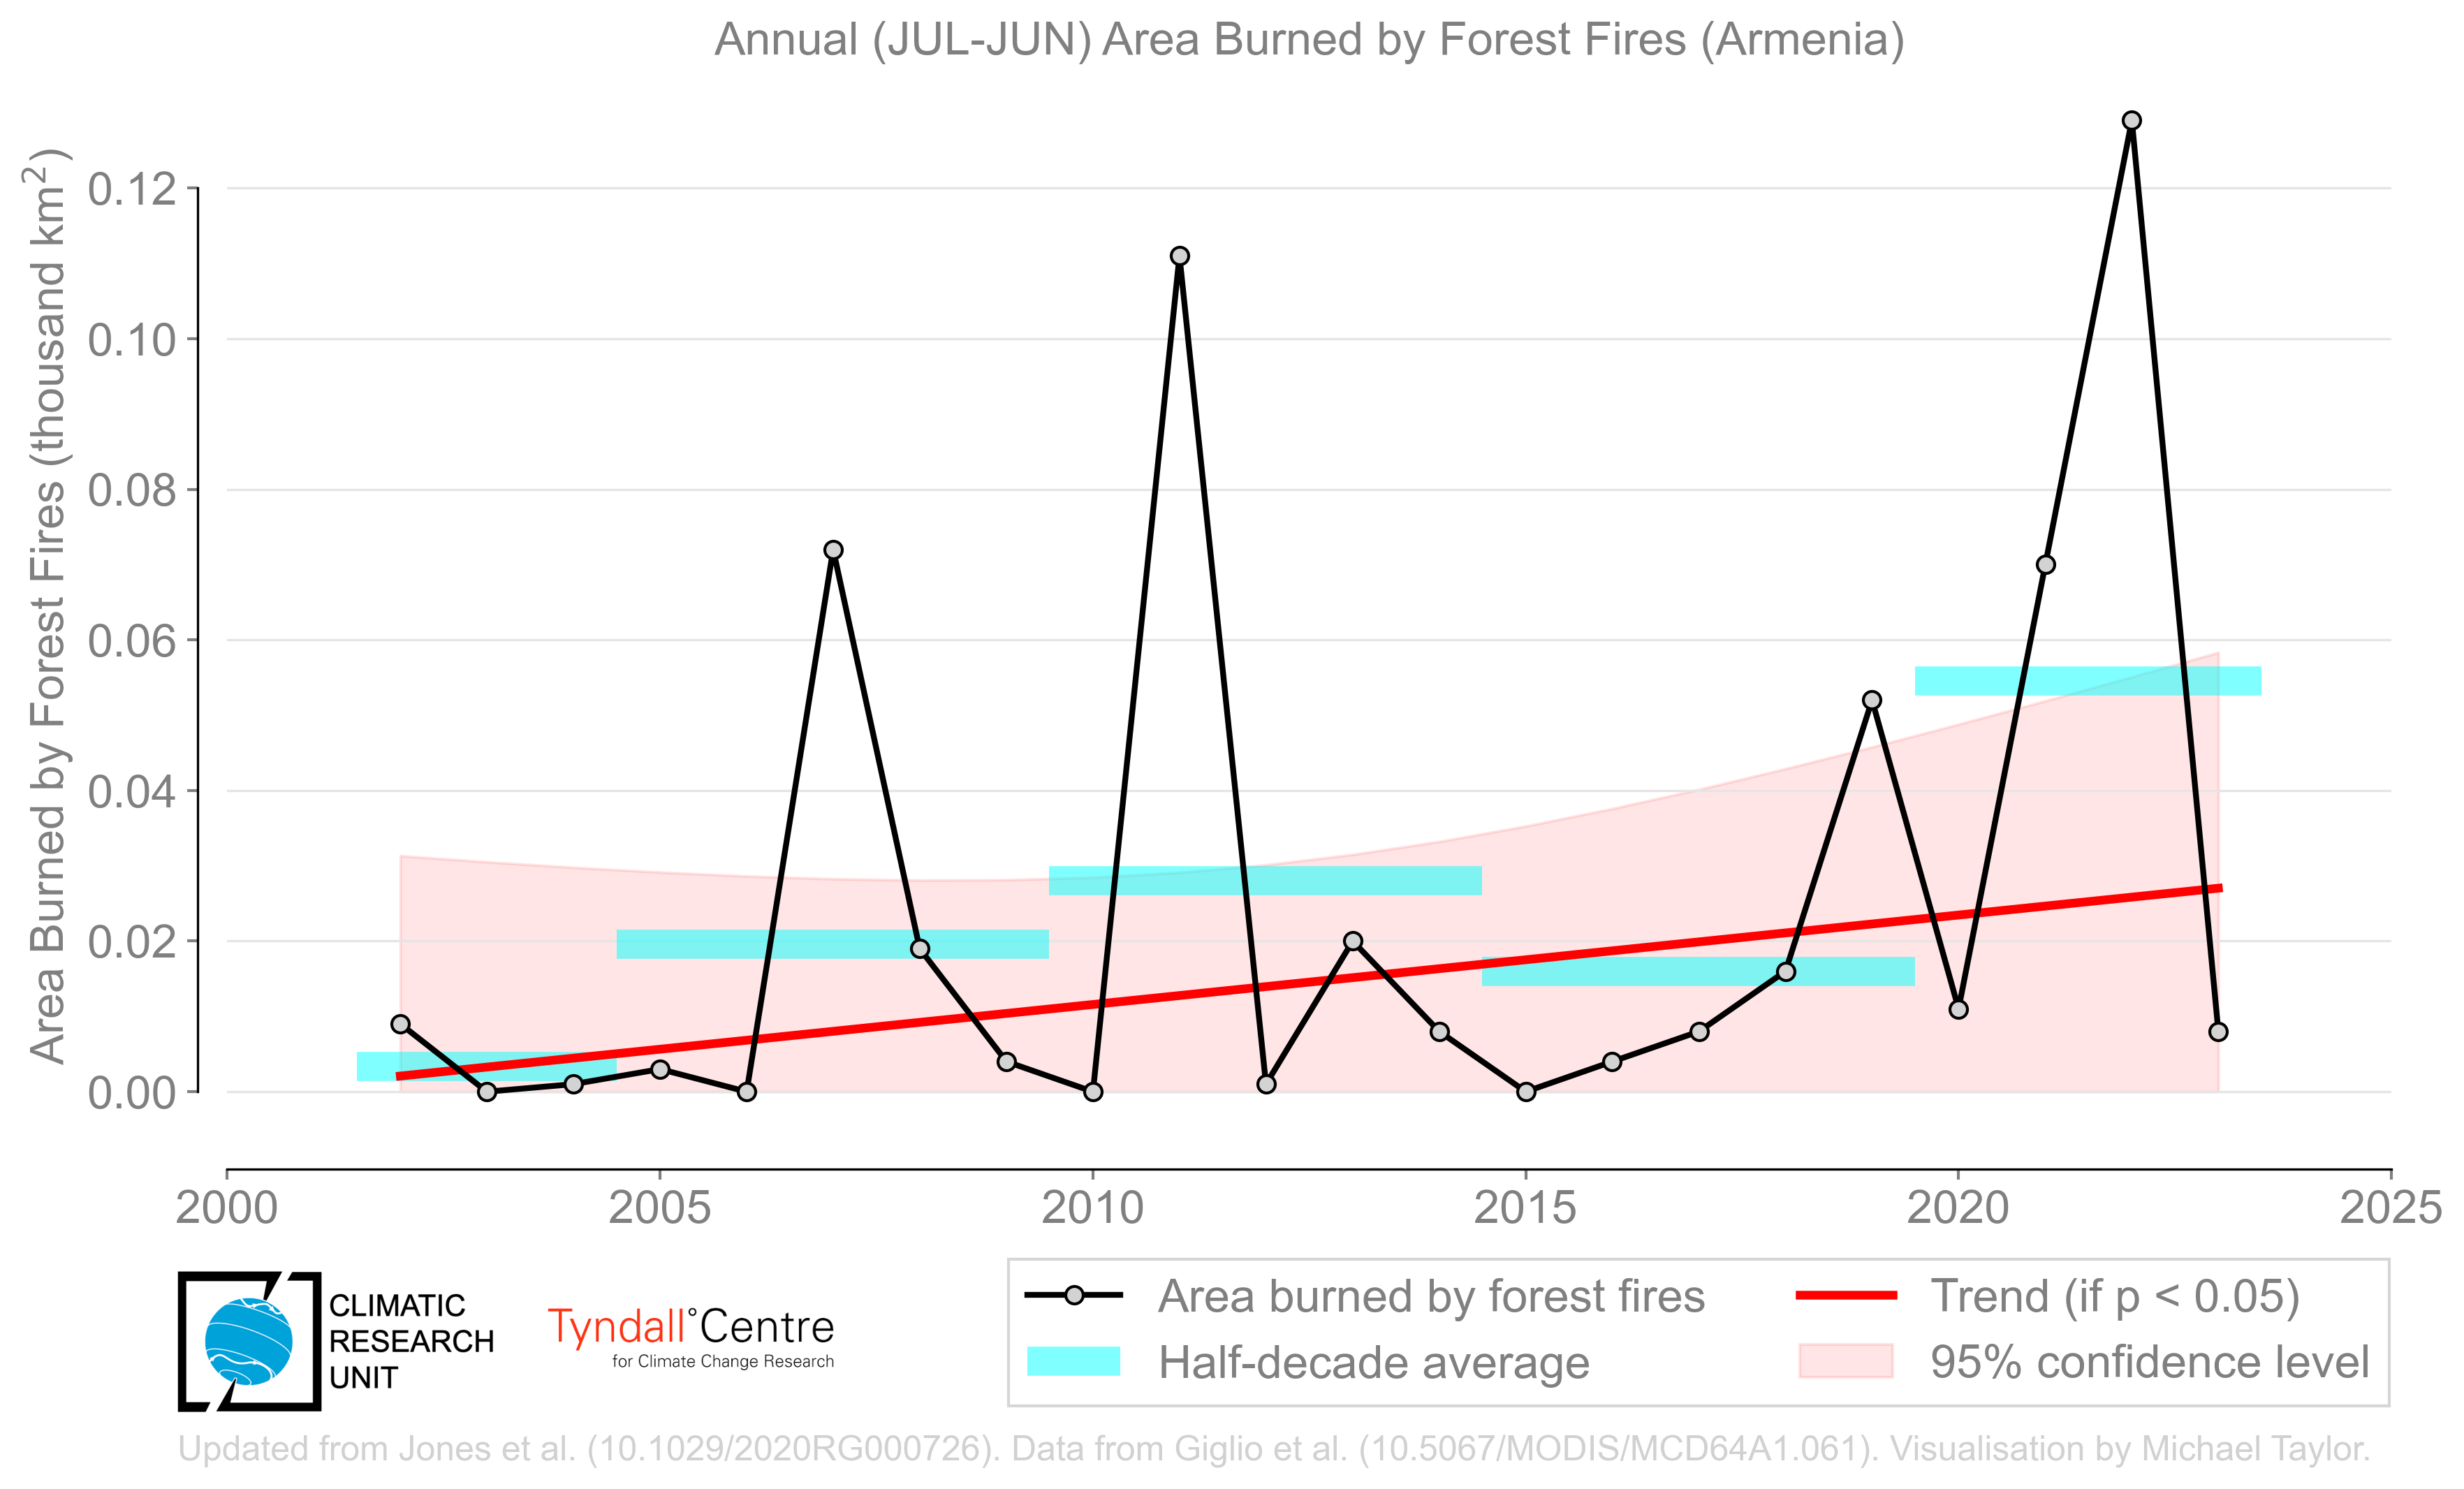 Annual (JUL-JUN) Area Burned by Forest Fires (Armenia)
Area Burned by Forest Fires (thousand km²)
0.12
0.10
0.08
0.06
0.04
0.02
0.00
2000 2005 2010 2015 2020 2025
CLIMATIC
RESEARCH
UNIT
Tyndall°Centre
for Climate Change Research
Area burned by forest fires
Half-decade average
Trend (if p < 0.05)
95% confidence level
Updated from Jones et al. (10.1029/2020RG000726). Data from Giglio et al. (10.5067/MODIS/MCD64A1.061). Visualisation by Michael Taylor.